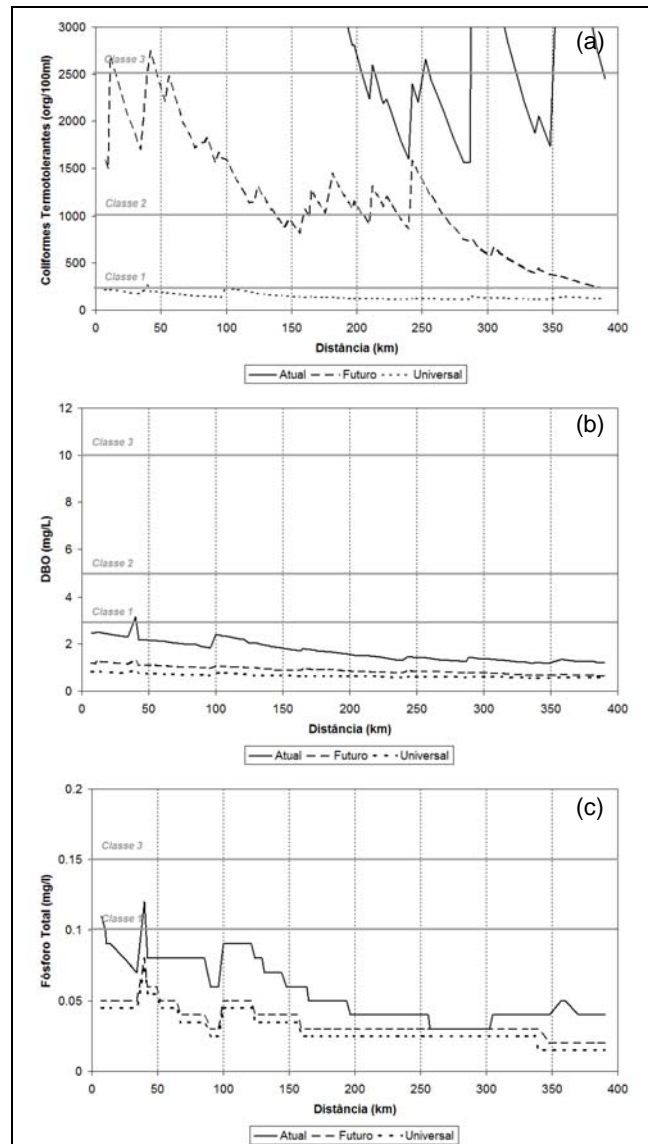 (a)
Coliformes Termotolerantes (org/100ml)
3000
2500
2000
1500
1000
500
0
Classe 3
Classe 2
Classe 1
0 50 100 150 200 250 300 350 400
Distância (km)
Atual Futuro Universal
(b)
DBO (mg/L)
12
10
8
6
4
2
0
Classe 3
Classe 2
Classe 1
0 50 100 150 200 250 300 350 400
Distância (km)
Atual Futuro Universal
(c)
Fósforo Total (mg/l)
0.2
0.15
0.1
0.05
0
Classe 3
Classe 1
0 50 100 150 200 250 300 350 400
Distância (km)
Atual Futuro Universal